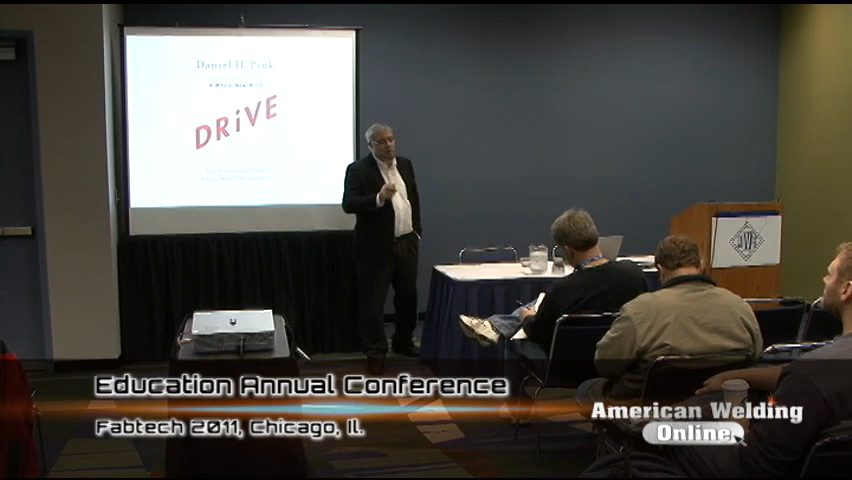 Daniel H. Pink
DRiVE
Education Annual Conference
Fabtech 2011, Chicago, IL.
American Welding
Online